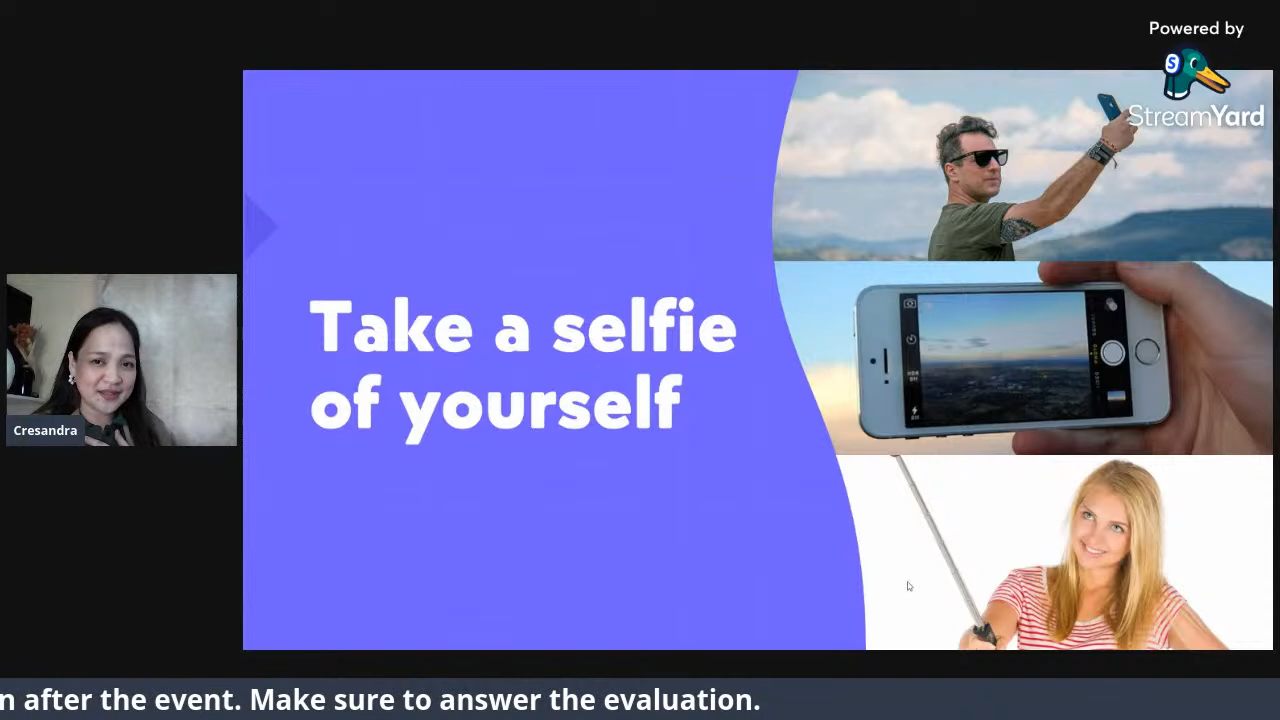 Powered by
StreamYard
Take a selfie
of yourself
Cresandra
n after the event. Make sure to answer the evaluation.